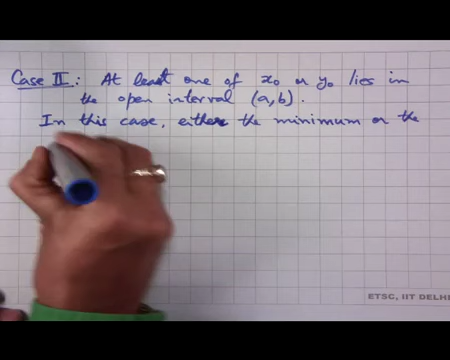 Case II : At least one of x₀ or y₀ lies in
the open interval (a, b).
In this case, either the minimum or the
ETSC, IIT DELHI